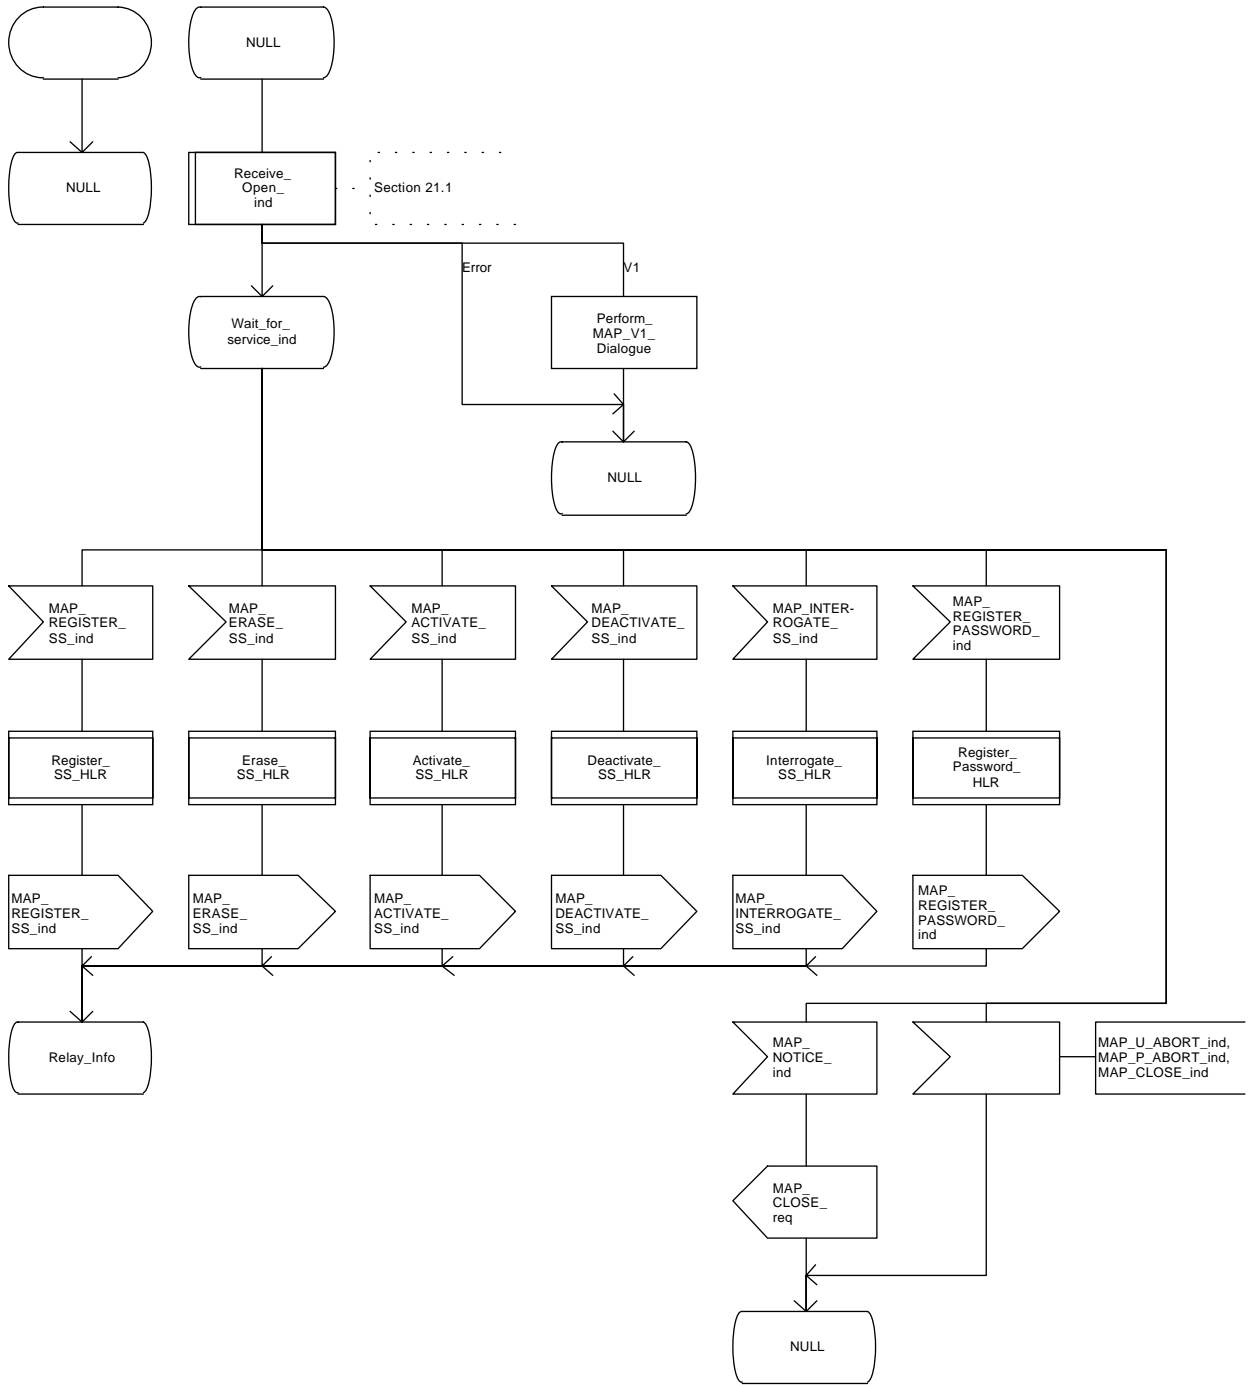 NULL
NULL
Receive_
Open_
ind
Section 21.1
Error
V1
Wait_for_
service_ind
Perform_
MAP_V1_
Dialogue
NULL
MAP_
REGISTER_
SS_ind
MAP_
ERASE_
SS_ind
MAP_
ACTIVATE_
SS_ind
MAP_
DEACTIVATE_
SS_ind
MAP_INTER-
ROGATE_
SS_ind
MAP_
REGISTER_
PASSWORD_
ind
Register_
SS_HLR
Erase_
SS_HLR
Activate_
SS_HLR
Deactivate_
SS_HLR
Interrogate_
SS_HLR
Register_
Password_
HLR
MAP_
REGISTER_
SS_ind
MAP_
ERASE_
SS_ind
MAP_
ACTIVATE_
SS_ind
MAP_
DEACTIVATE_
SS_ind
MAP_
INTERROGATE_
SS_ind
MAP_
REGISTER_
PASSWORD_
ind
Relay_Info
MAP_
NOTICE_
ind
MAP_U_ABORT_ind,
MAP_P_ABORT_ind,
MAP_CLOSE_ind
MAP_
CLOSE_
req
NULL